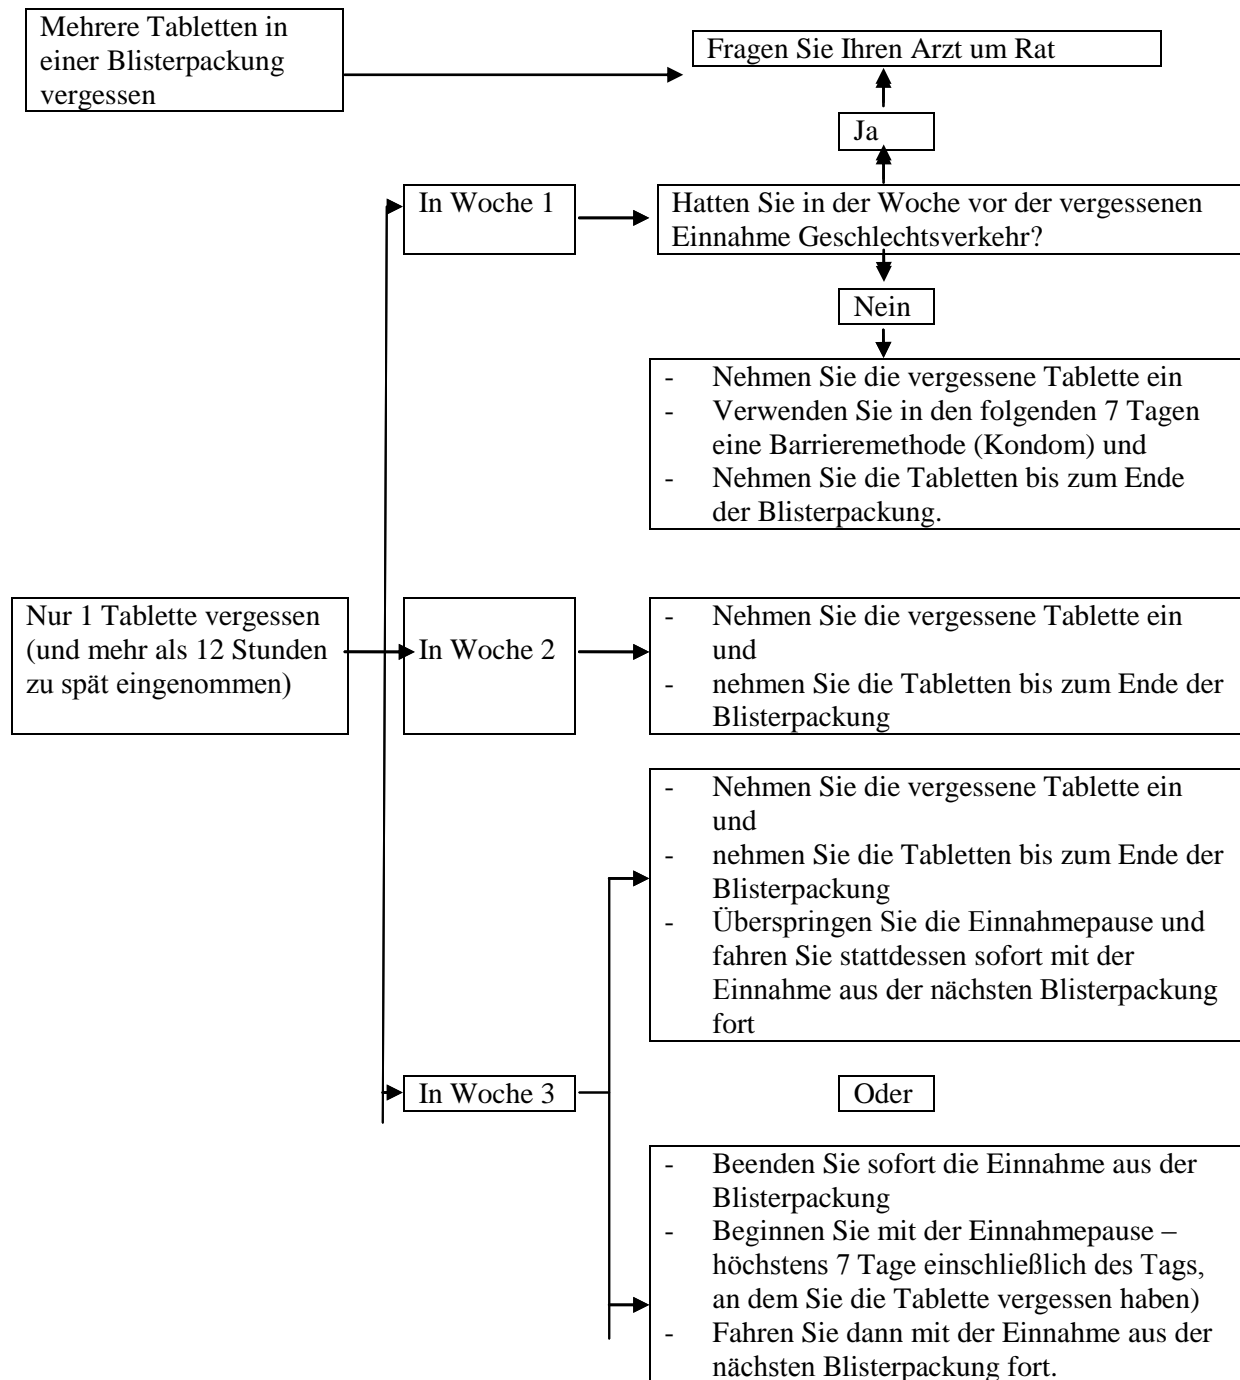 Mehrere Tabletten in
einer Blisterpackung
vergessen
Fragen Sie Ihren Arzt um Rat
Ja
In Woche 1
Hatten Sie in der Woche vor der vergessenen
Einnahme Geschlechtsverkehr?
Nein
- Nehmen Sie die vergessene Tablette ein
- Verwenden Sie in den folgenden 7 Tagen
eine Barrieremethode (Kondom) und
- Nehmen Sie die Tabletten bis zum Ende
der Blisterpackung.
Nur 1 Tablette vergessen
(und mehr als 12 Stunden
zu spät eingenommen)
In Woche 2
- Nehmen Sie die vergessene Tablette ein
und
- nehmen Sie die Tabletten bis zum Ende der
Blisterpackung
- Nehmen Sie die vergessene Tablette ein
und
- nehmen Sie die Tabletten bis zum Ende der
Blisterpackung
- Überspringen Sie die Einnahmepause und
fahren Sie stattdessen sofort mit der
Einnahme aus der nächsten Blisterpackung
fort
In Woche 3
Oder
- Beenden Sie sofort die Einnahme aus der
Blisterpackung
- Beginnen Sie mit der Einnahmepause –
höchstens 7 Tage einschließlich des Tags,
an dem Sie die Tablette vergessen haben)
- Fahren Sie dann mit der Einnahme aus der
nächsten Blisterpackung fort.